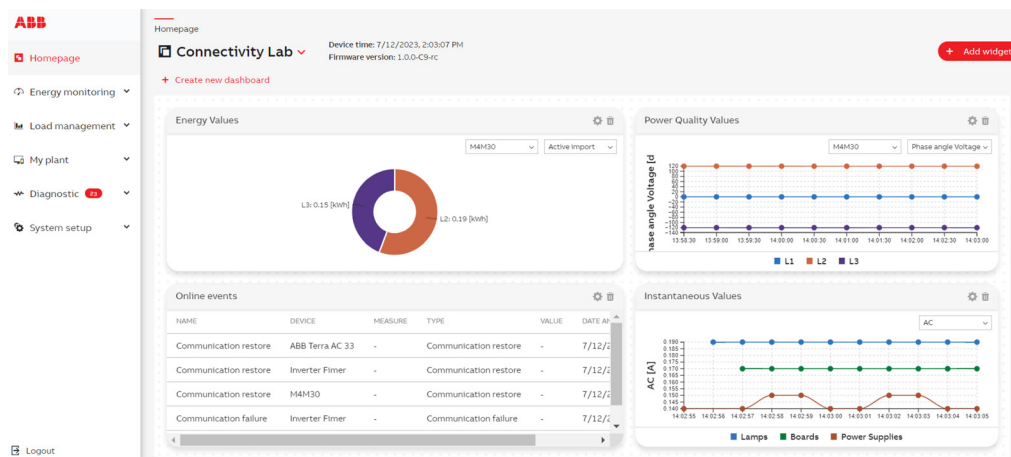 ABB
Homepage
Energy monitoring
Load management
My plant
Diagnostic 23
System setup
Logout
Homepage
Connectivity Lab
Device time: 7/12/2023, 2:03:07 PM
Firmware version: 1.0.0-C9-rc
+ Add widget
+ Create new dashboard
Energy Values
M4M30 Active Import
L3: 0.15 [kWh]
L2: 0.19 [kWh]
Power Quality Values
M4M30 Phase angle Voltage
hase angle Voltage [d
120
100
80
60
40
20
0
-20
-40
-60
-80
-100
-120
-140
13:58:30 13:59:00 13:59:30 14:00:00 14:00:30 14:01:00 14:01:30 14:02:00 14:02:30 14:03:00
L1 L2 L3
Online events
NAME DEVICE MEASURE TYPE VALUE DATE AN
Communication restore ABB Terra AC 33 - Communication restore - 7/12/2
Communication restore Inverter Fimer - Communication restore - 7/12/2
Communication restore M4M30 - Communication restore - 7/12/2
Communication failure Inverter Fimer - Communication failure - 7/12/2
Instantaneous Values
AC
AC [A]
0.190
0.185
0.180
0.175
0.170
0.165
0.160
0.155
0.150
0.145
0.140
14:02:55 14:02:56 14:02:57 14:02:58 14:02:59 14:03:00 14:03:01 14:03:02 14:03:03 14:03:04 14:03:05
Lamps Boards Power Supplies